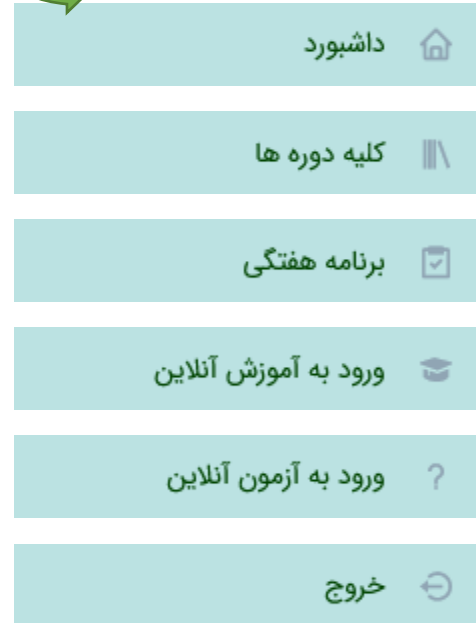 داشبورد
کلیه دوره ها
برنامه هفتگی
ورود به آموزش آنلاین
ورود به آزمون آنلاین
خروج